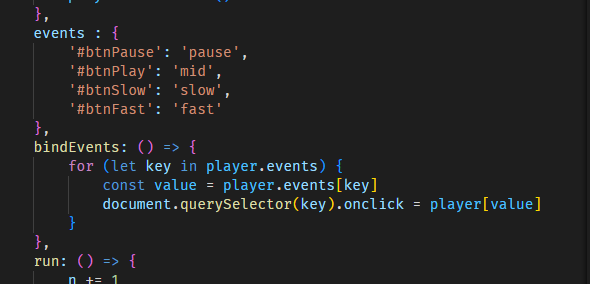 },
events : {
'#btnPause': 'pause',
'#btnPlay': 'mid',
'#btnSlow': 'slow',
'#btnFast': 'fast'
},
bindEvents: () => {
for (let key in player.events) {
const value = player.events[key]
document.querySelector(key).onclick = player[value]
}
},
run: () => {
n += 1